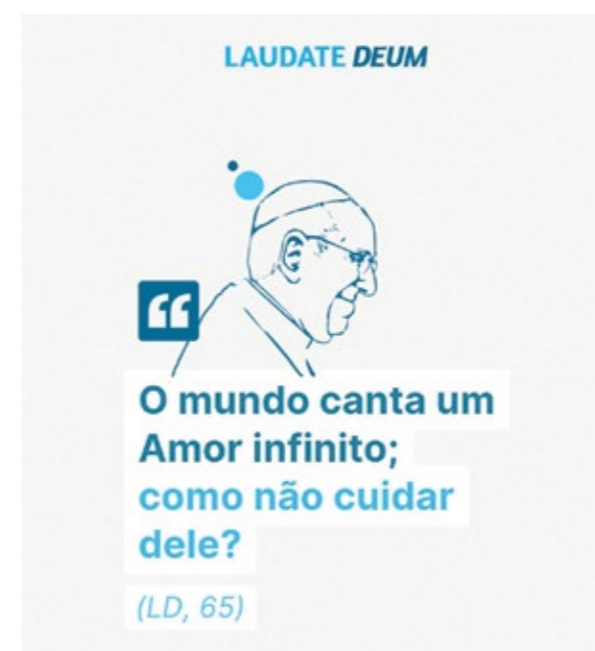 LAUDATE DEUM
“
O mundo canta um
Amor infinito;
como não cuidar
dele?
(LD, 65)